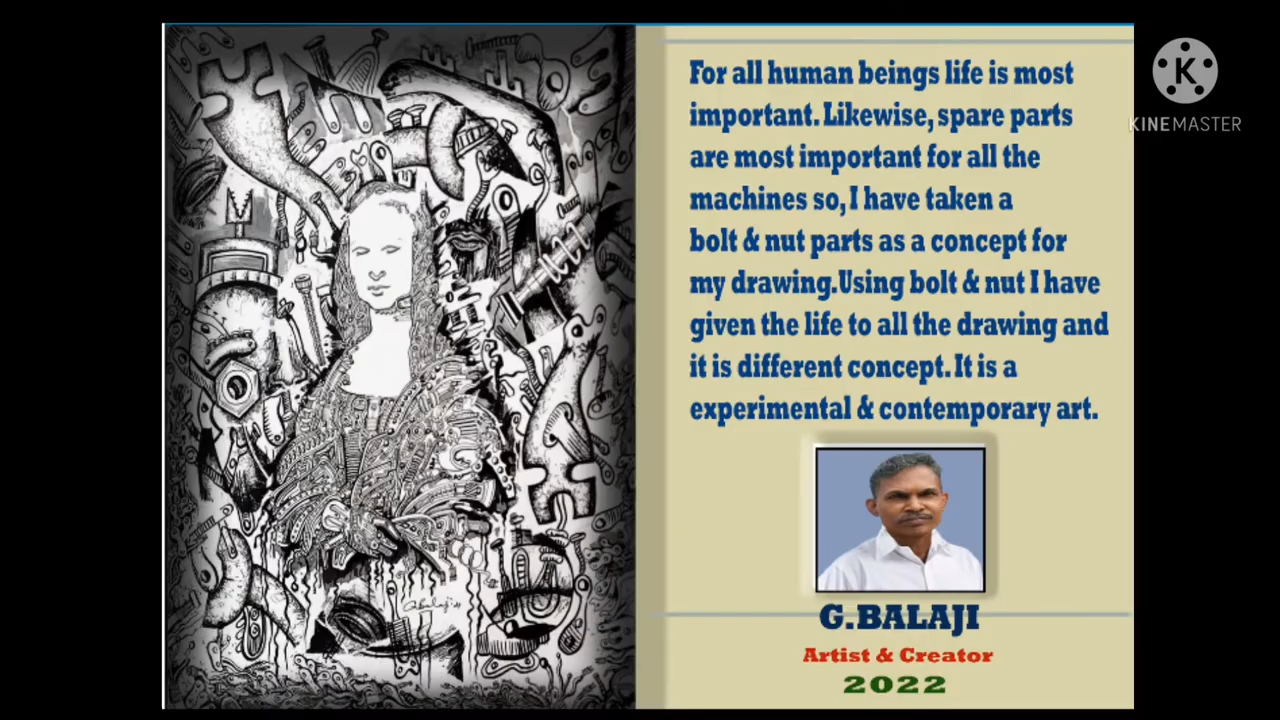 For all human beings life is most
important. Likewise, spare parts
are most important for all the
machines so, I have taken a
bolt & nut parts as a concept for
my drawing.Using bolt & nut I have
given the life to all the drawing and
it is different concept. It is a
experimental & contemporary art.
G.BALAJI
Artist & Creator
2022
K
KINEMASTER